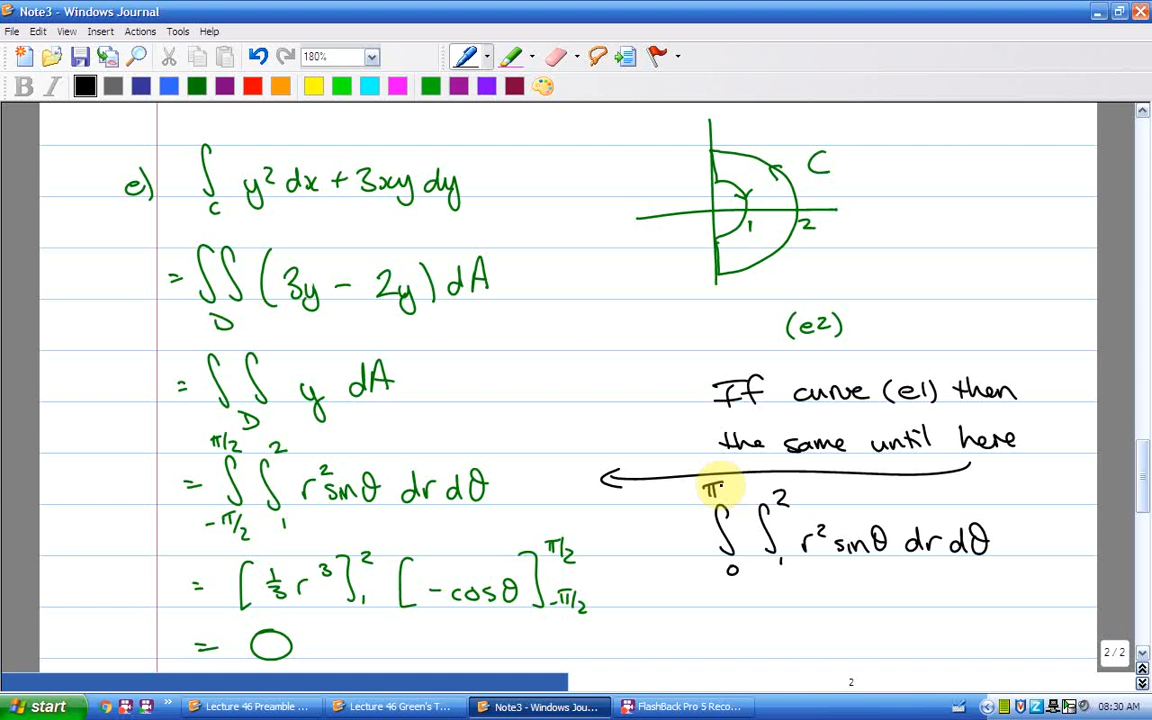 Note3 - Windows Journal
File Edit View Insert Actions Tools Help
180%
B I
e) ∫_C y² dx + 3xy dy
= ∫∫_D (3y - 2y) dA
= ∫∫_D y dA
= ∫_{-π/2}^{π/2} ∫_1^2 r² sinθ dr dθ
= [⅓ r³]_1^2 [-cosθ]_{-π/2}^{π/2}
= 0
C
1 2
(e2)
If curve (e1) then
the same until here
∫_0^π ∫_1^2 r² sinθ dr dθ
2 / 2
2
start
Lecture 46 Preamble ...
Lecture 46 Green's T...
Note3 - Windows Jou...
FlashBack Pro 5 Reco...
08:30 AM